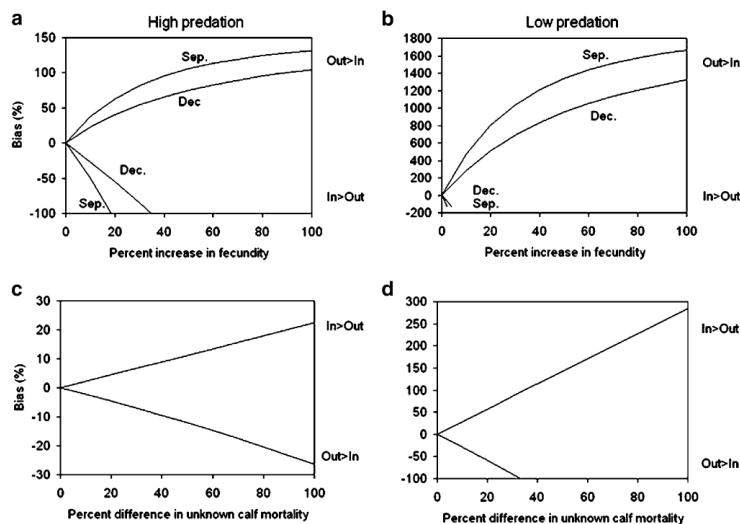 a
High predation
150
100
50
0
-50
-100
Bias (%)
Sep.
Dec
Dec.
Sep.
Out>In
In>Out
0 20 40 60 80 100
Percent increase in fecundity
b
Low predation
1800
1600
1400
1200
1000
800
600
400
200
0
-200
Sep.
Dec.
Dec.
Sep.
Out>In
In>Out
0 20 40 60 80 100
Percent increase in fecundity
c
30
20
10
0
-10
-20
-30
Bias (%)
In>Out
Out>In
0 20 40 60 80 100
Percent difference in unknown calf mortality
d
300
250
200
150
100
50
0
-50
-100
In>Out
Out>In
0 20 40 60 80 100
Percent difference in unknown calf mortality